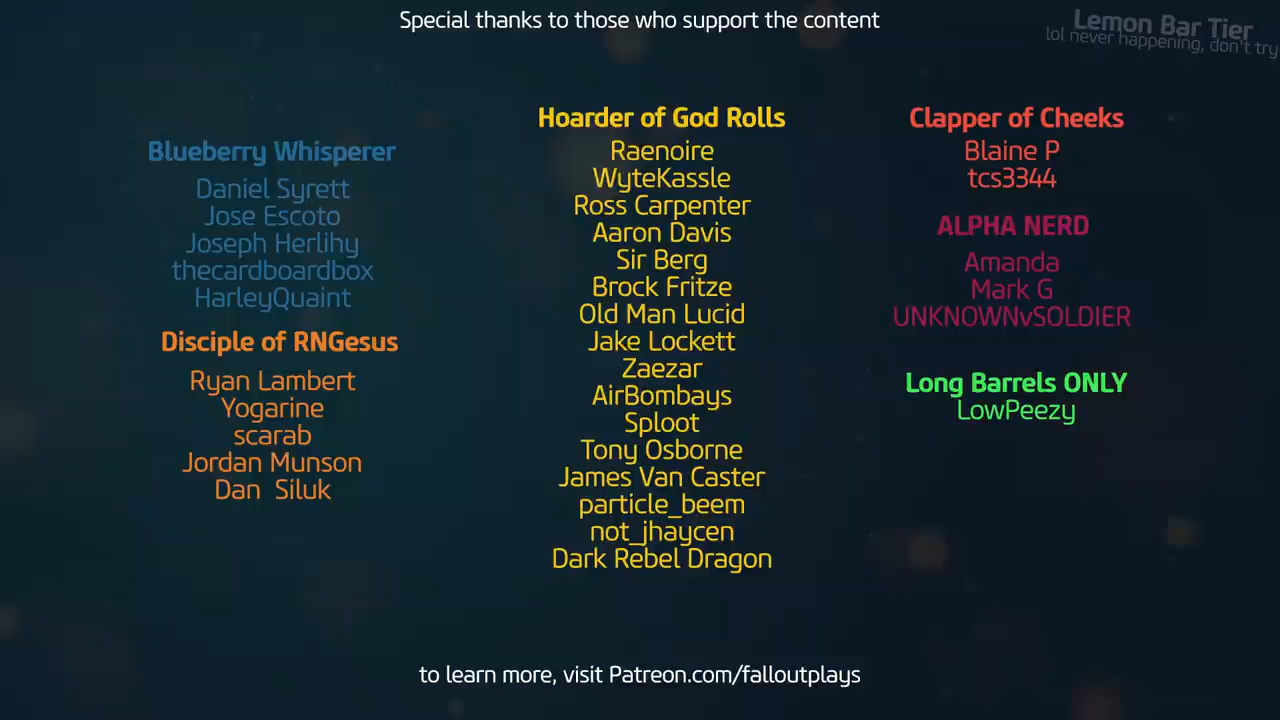 Special thanks to those who support the content
Lemon Bar Tier
lol never happening, don't try
Blueberry Whisperer
Daniel Syrett
Jose Escoto
Joseph Herlihy
thecardboardbox
HarleyQuaint
Disciple of RNGesus
Ryan Lambert
Yogarine
scarab
Jordan Munson
Dan  Siluk
Hoarder of God Rolls
Raenoire
WyteKassle
Ross Carpenter
Aaron Davis
Sir Berg
Brock Fritze
Old Man Lucid
Jake Lockett
Zaezar
AirBombays
Sploot
Tony Osborne
James Van Caster
particle_beem
not_jhaycen
Dark Rebel Dragon
Clapper of Cheeks
Blaine P
tcs3344
ALPHA NERD
Amanda
Mark G
UNKNOWNvSOLDIER
Long Barrels ONLY
LowPeezy
to learn more, visit Patreon.com/falloutplays